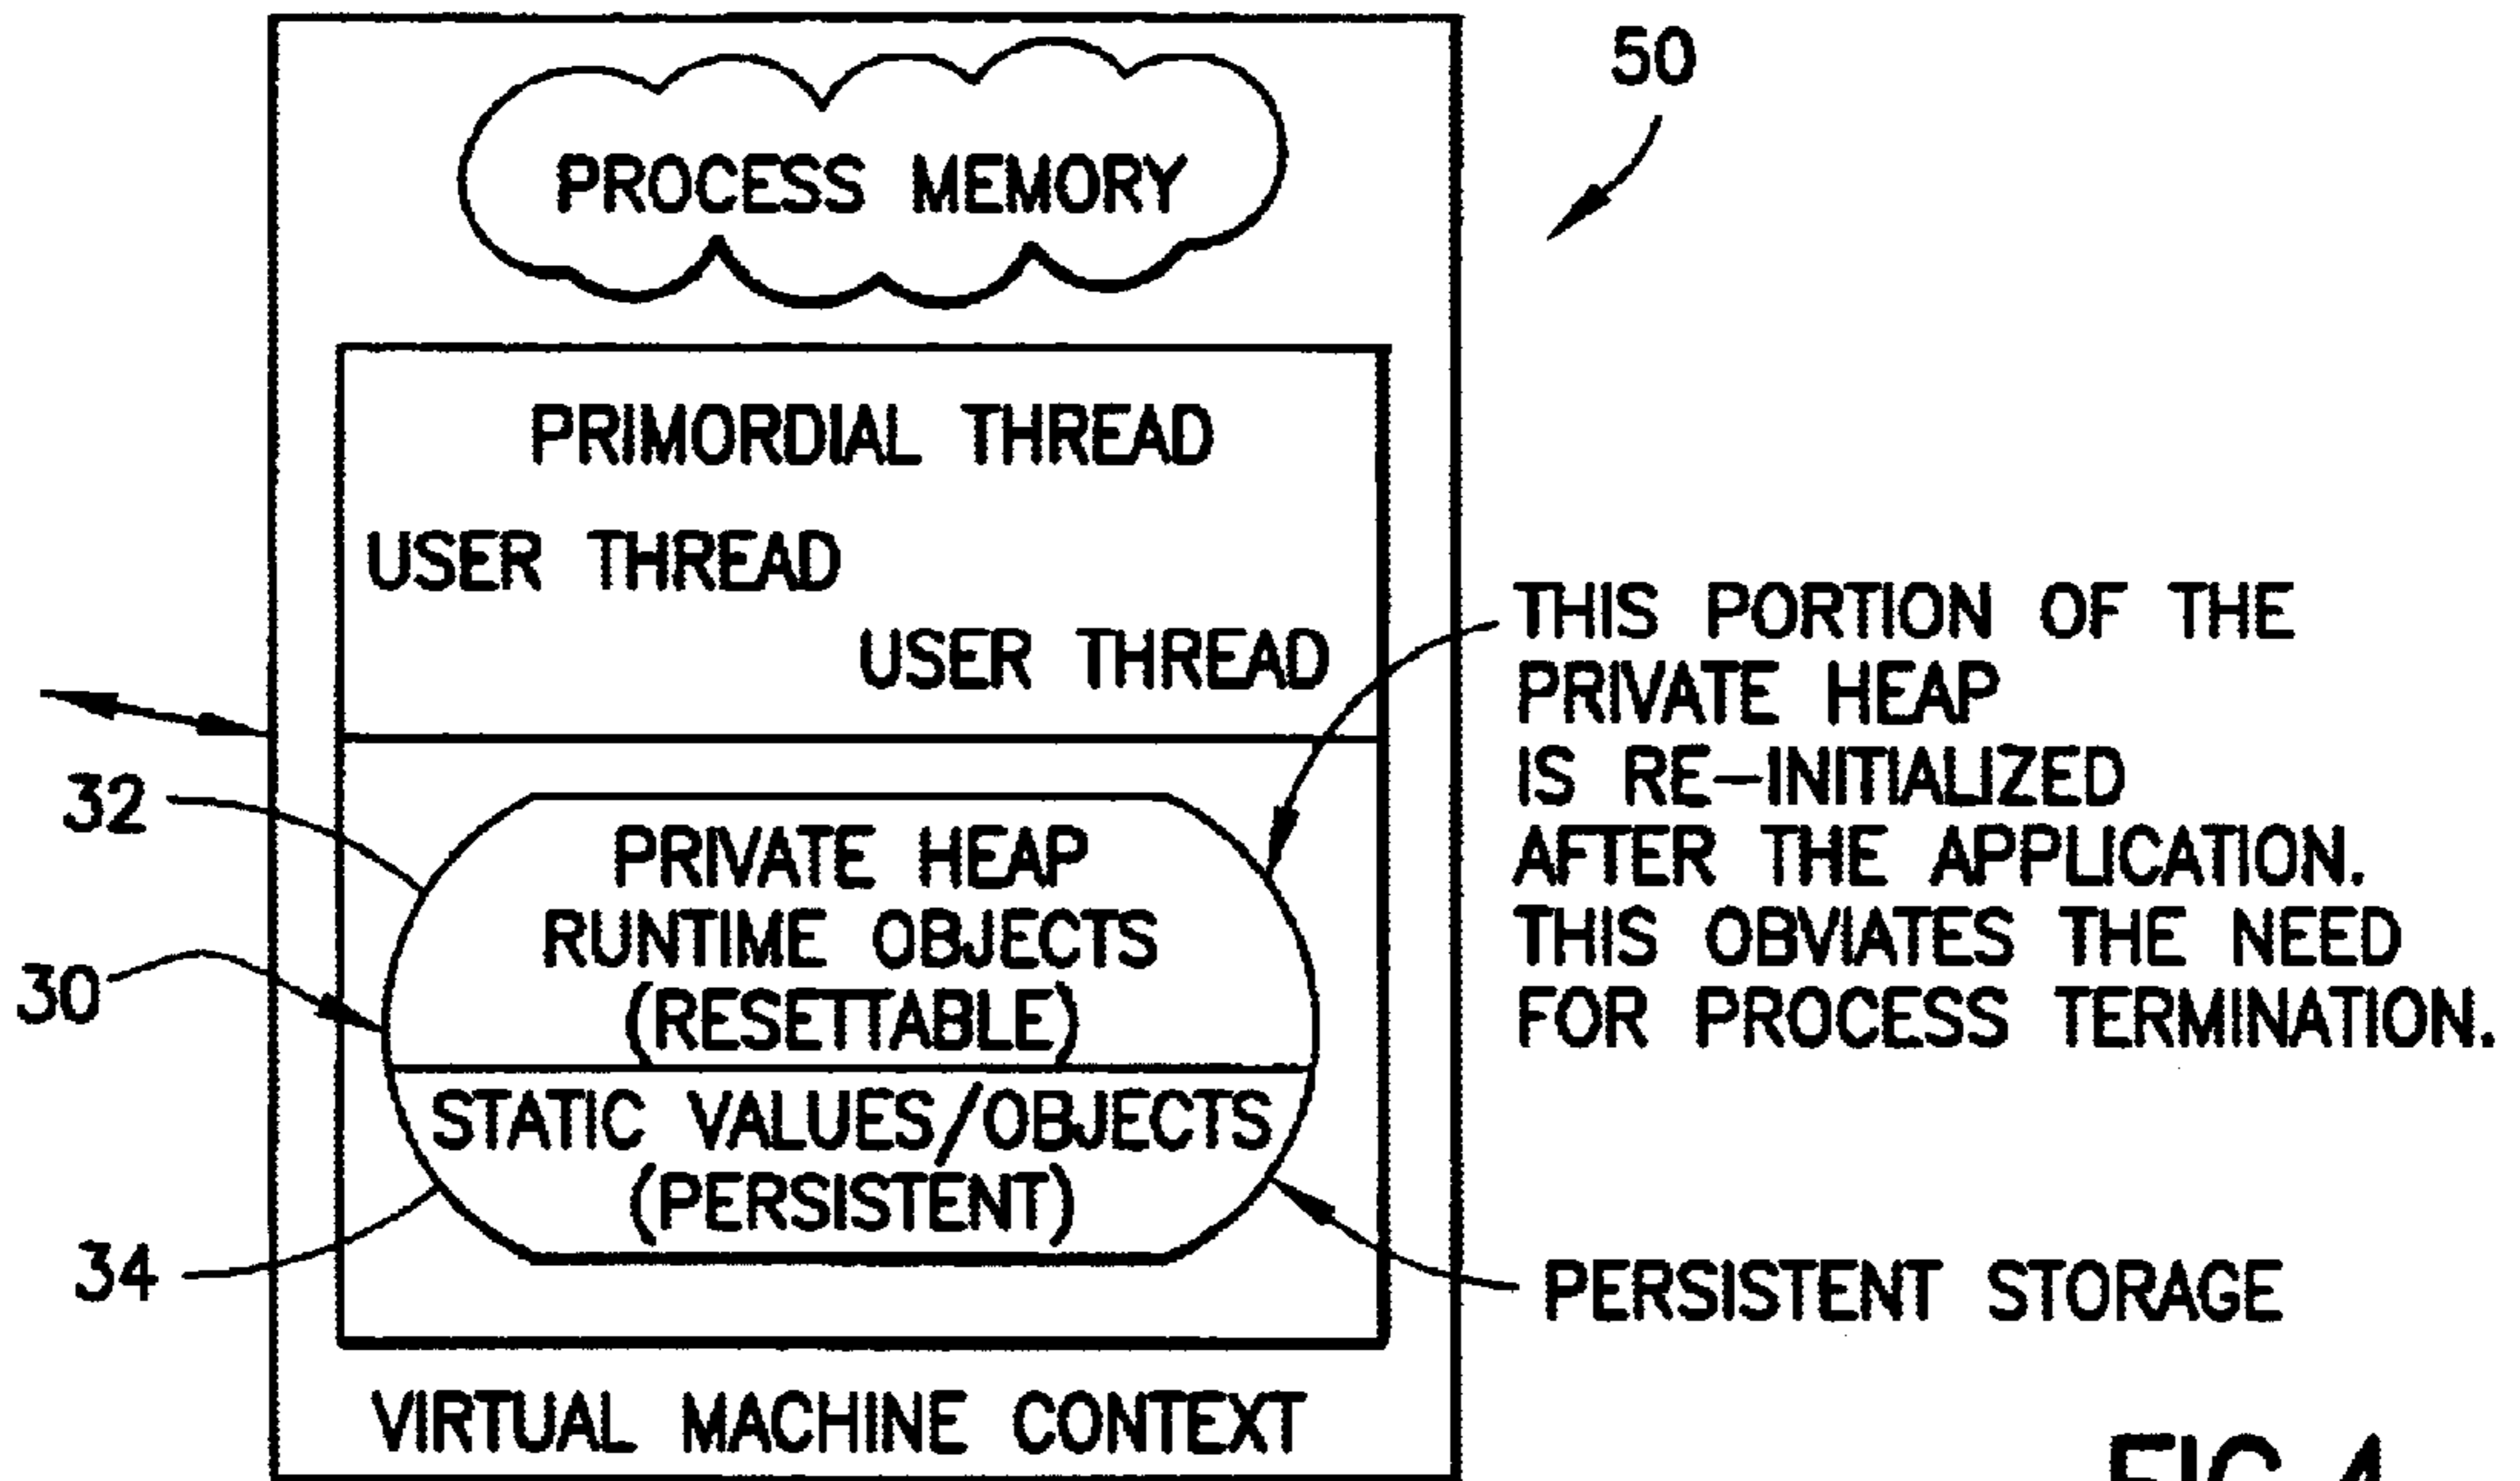 50
PROCESS MEMORY
PRIMORDIAL THREAD
USER THREAD
USER THREAD
THIS PORTION OF THE
PRIVATE HEAP
IS RE-INITIALIZED
AFTER THE APPLICATION.
THIS OBVIATES THE NEED
FOR PROCESS TERMINATION.
32
PRIVATE HEAP
RUNTIME OBJECTS
(RESETTABLE)
30
STATIC VALUES/OBJECTS
(PERSISTENT)
34
PERSISTENT STORAGE
VIRTUAL MACHINE CONTEXT